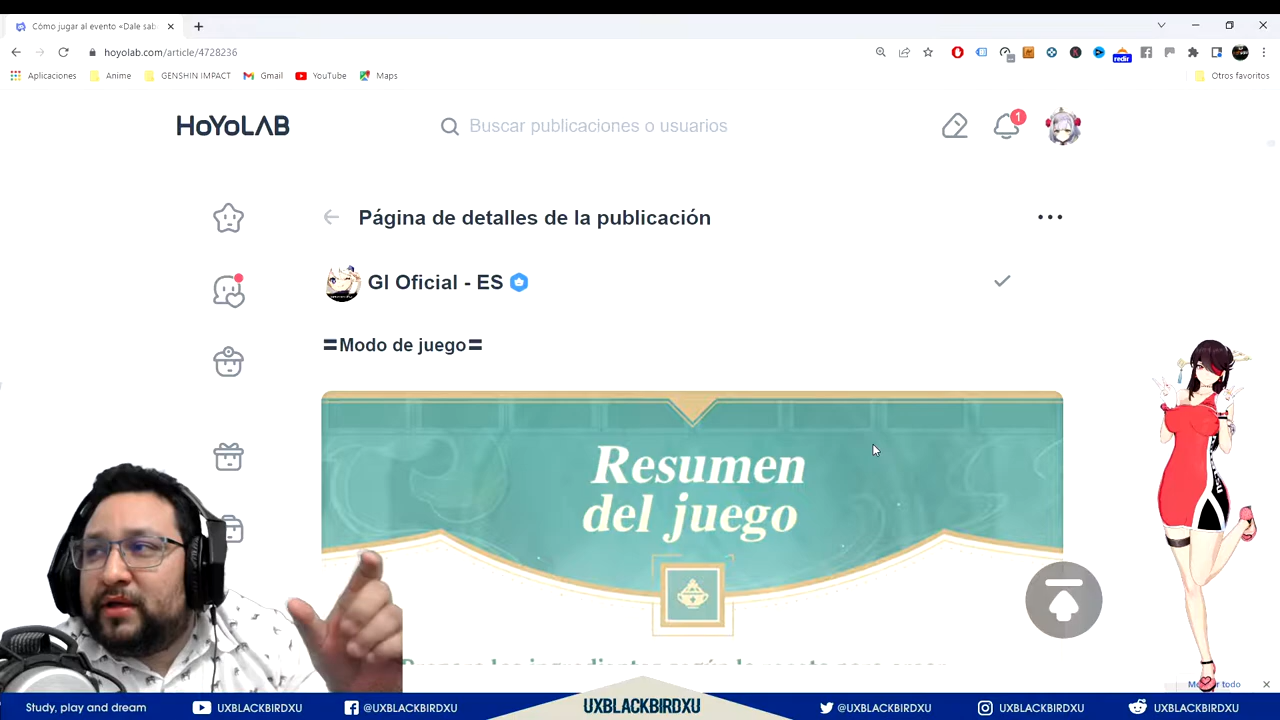 Cómo jugar al evento «Dale sab
hoyolab.com/article/4728236
redir
Aplicaciones
Anime
GENSHIN IMPACT
Gmail
YouTube
Maps
Otros favoritos
HoYoLAB
Buscar publicaciones o usuarios
1
Página de detalles de la publicación
GI Oficial - ES
〓Modo de juego〓
Resumen
del juego
Study, play and dream
UXBLACKBIRDXU
@UXBLACKBIRDXU
UXBLACKBIRDXU
@UXBLACKBIRDXU
UXBLACKBIRDXU
UXBLACKBIRDXU